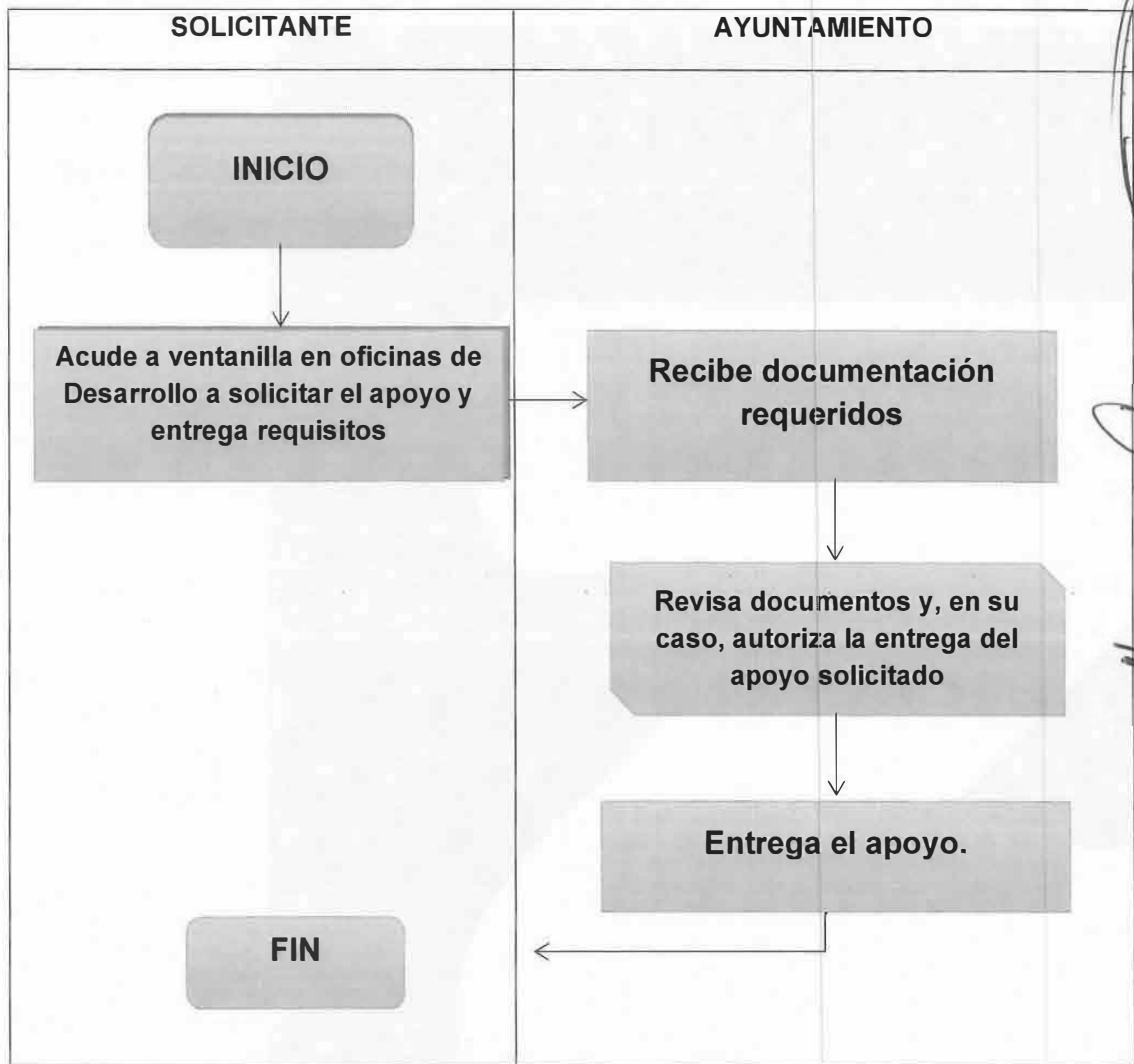 SOLICITANTE
AYUNTAMIENTO
INICIO
Acude a ventanilla en oficinas de
Desarrollo a solicitar el apoyo y
entrega requisitos
Recibe documentación
requeridos
Revisa documentos y, en su
caso, autoriza la entrega del
apoyo solicitado
Entrega el apoyo.
FIN